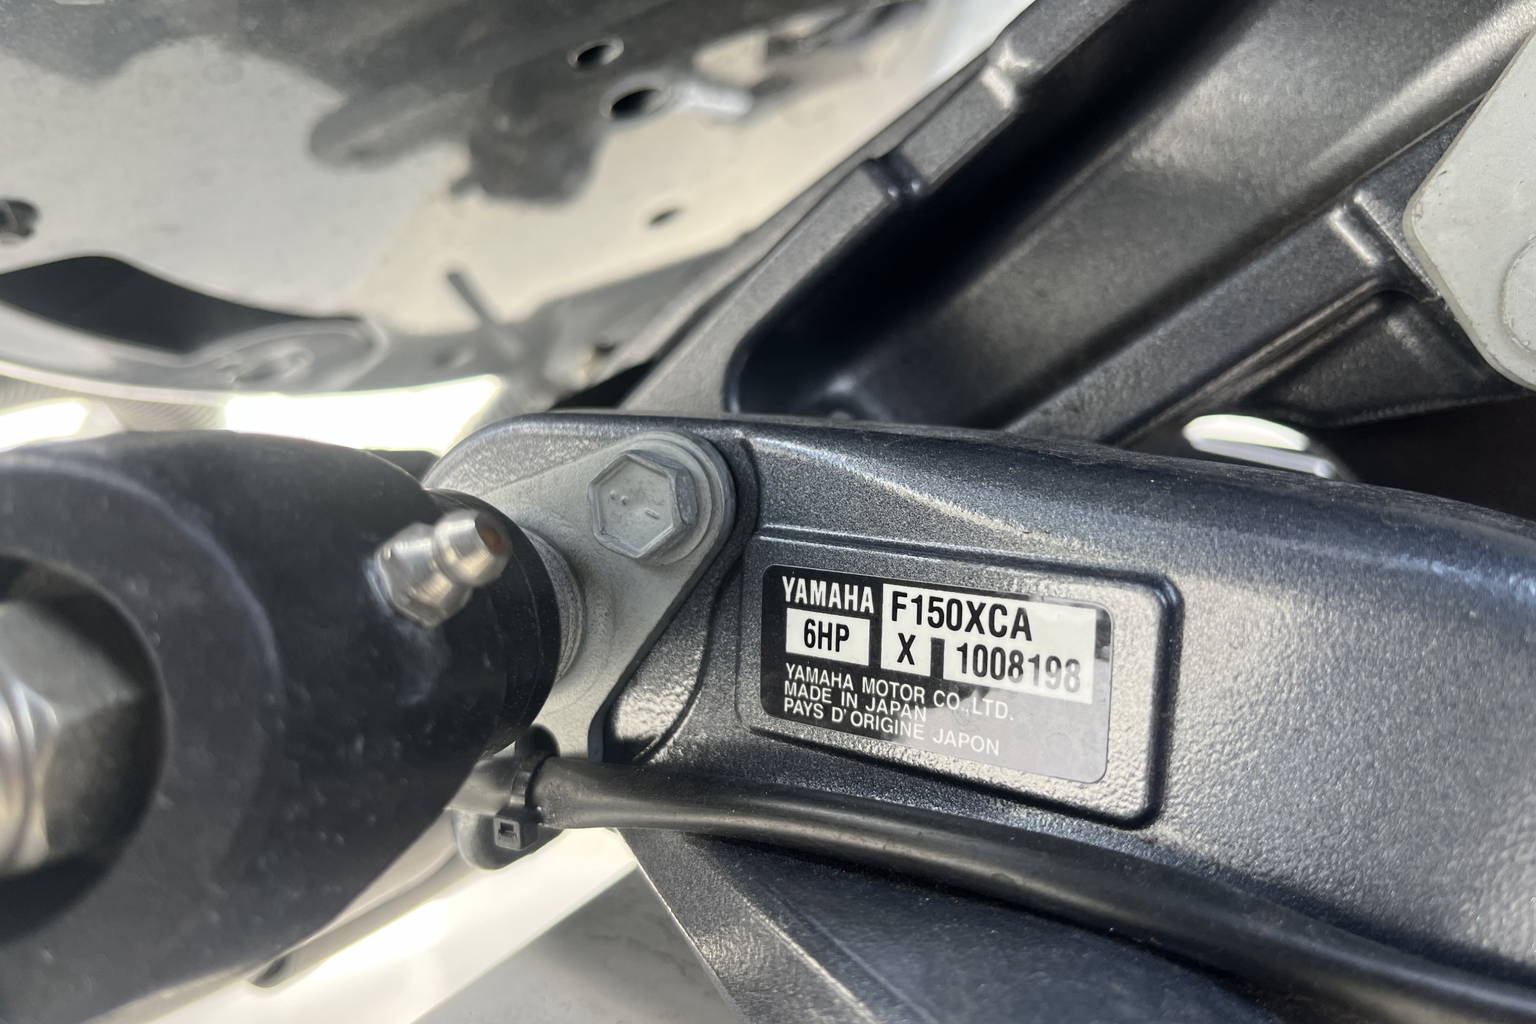 YAMAHA F150XCA
6HP X 1008198
YAMAHA MOTOR CO.,LTD.
MADE IN JAPAN
PAYS D'ORIGINE JAPON